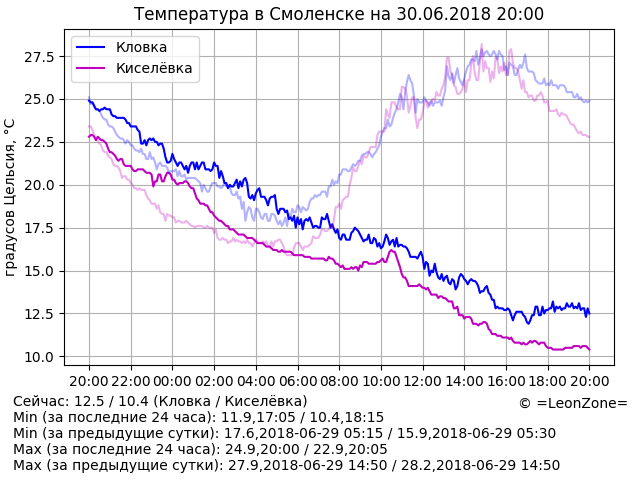 Температура в Смоленске на 30.06.2018 20:00
Кловка
Киселёвка
градусов Цельсия, °C
27.5
25.0
22.5
20.0
17.5
15.0
12.5
10.0
20:00 22:00 00:00 02:00 04:00 06:00 08:00 10:00 12:00 14:00 16:00 18:00 20:00
Сейчас: 12.5 / 10.4 (Кловка / Киселёвка)
© =LeonZone=
Min (за последние 24 часа): 11.9,17:05 / 10.4,18:15
Min (за предыдущие сутки): 17.6,2018-06-29 05:15 / 15.9,2018-06-29 05:30
Max (за последние 24 часа): 24.9,20:00 / 22.9,20:05
Max (за предыдущие сутки): 27.9,2018-06-29 14:50 / 28.2,2018-06-29 14:50